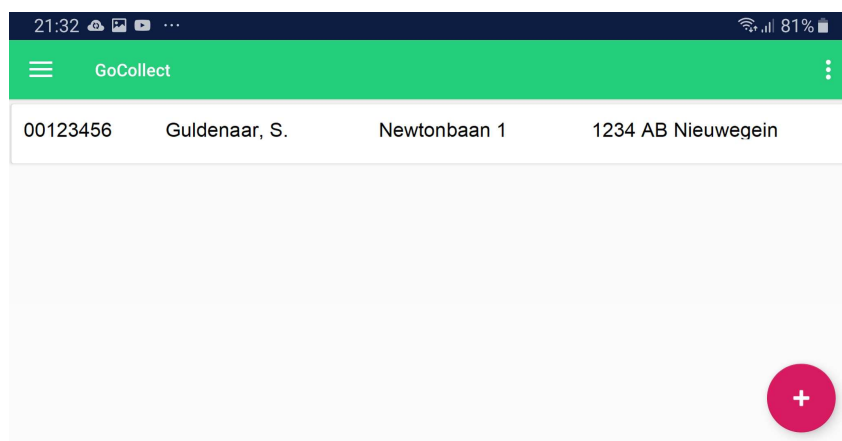 21:32 ... 81%
GoCollect
00123456 Guldenaar, S. Newtonbaan 1 1234 AB Nieuwegein
+